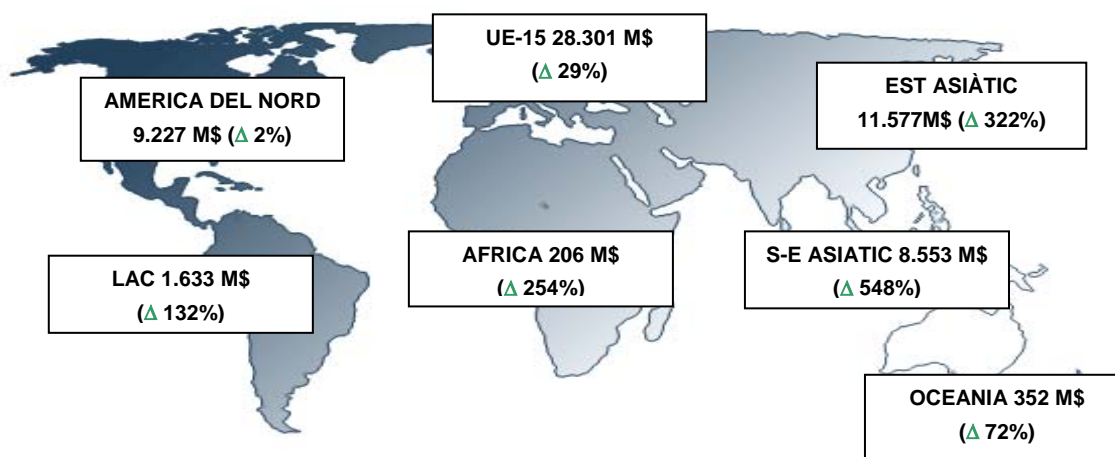 UE-15 28.301 M$
(Δ 29%)
AMERICA DEL NORD
9.227 M$ (Δ 2%)
EST ASIÀTIC
11.577M$ (Δ 322%)
LAC 1.633 M$
(Δ 132%)
AFRICA 206 M$
(Δ 254%)
S-E ASIATIC 8.553 M$
(Δ 548%)
OCEANIA 352 M$
(Δ 72%)